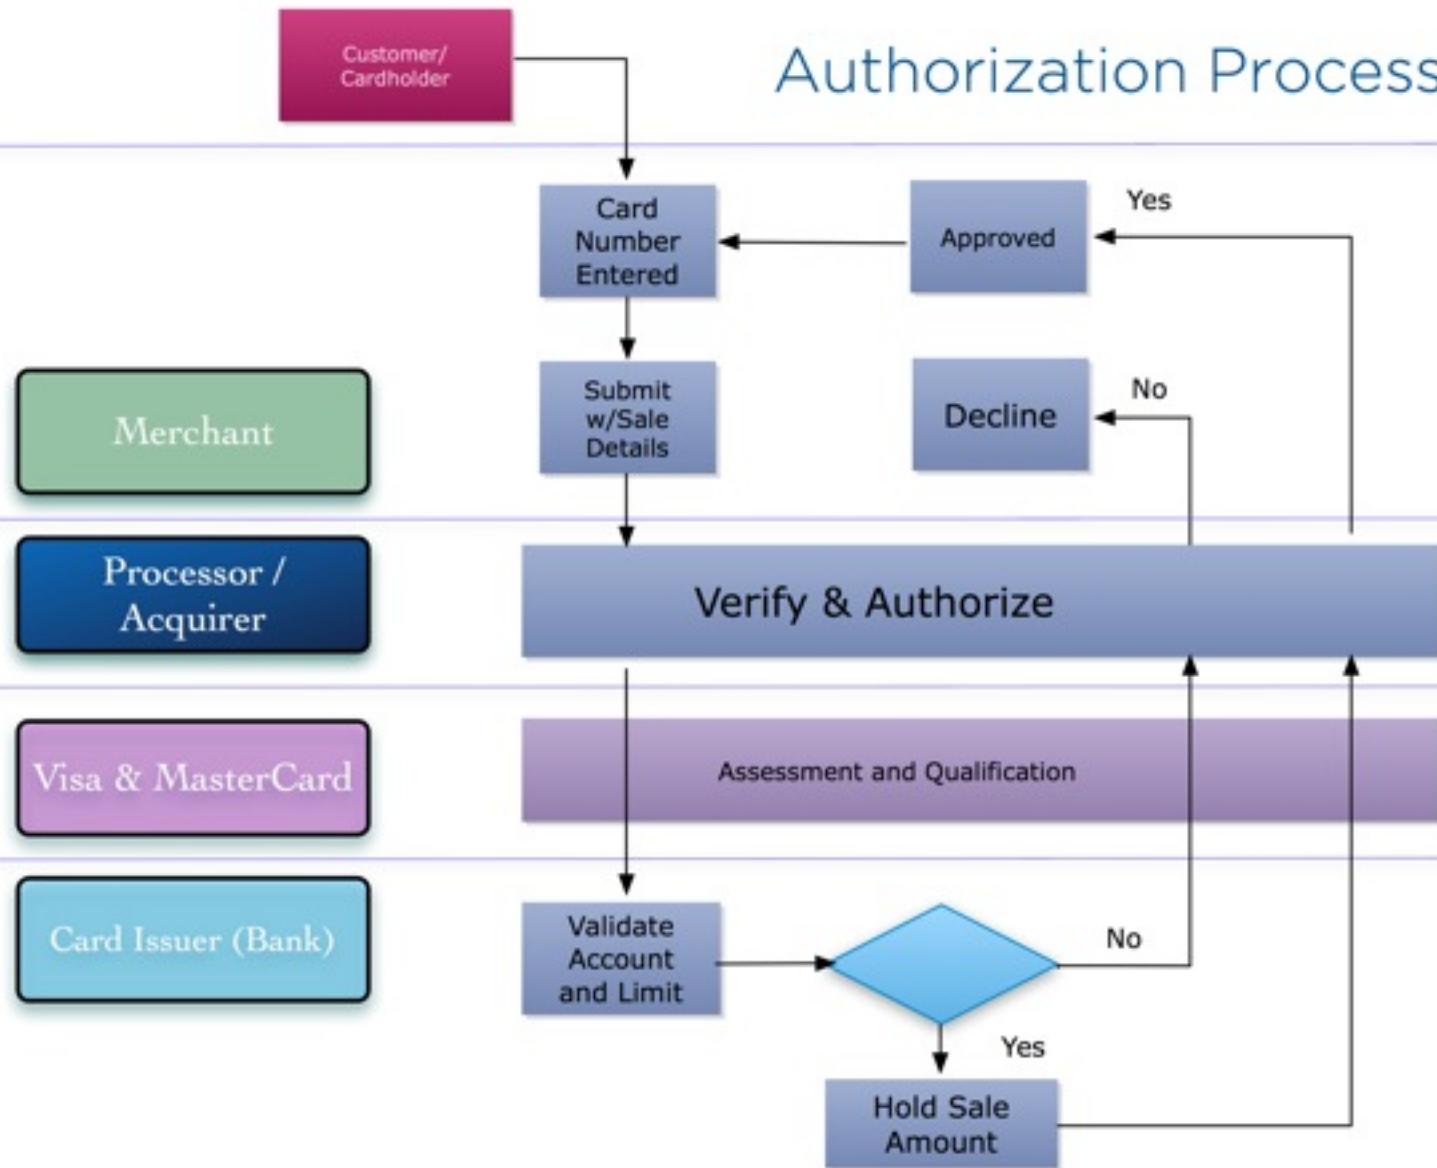 Customer/
Cardholder
Authorization Process
Card
Number
Entered
Approved
Yes
Submit
w/Sale
Details
Decline
No
Merchant
Processor /
Acquirer
Verify & Authorize
Visa & MasterCard
Assessment and Qualification
Card Issuer (Bank)
Validate
Account
and Limit
No
Yes
Hold Sale
Amount